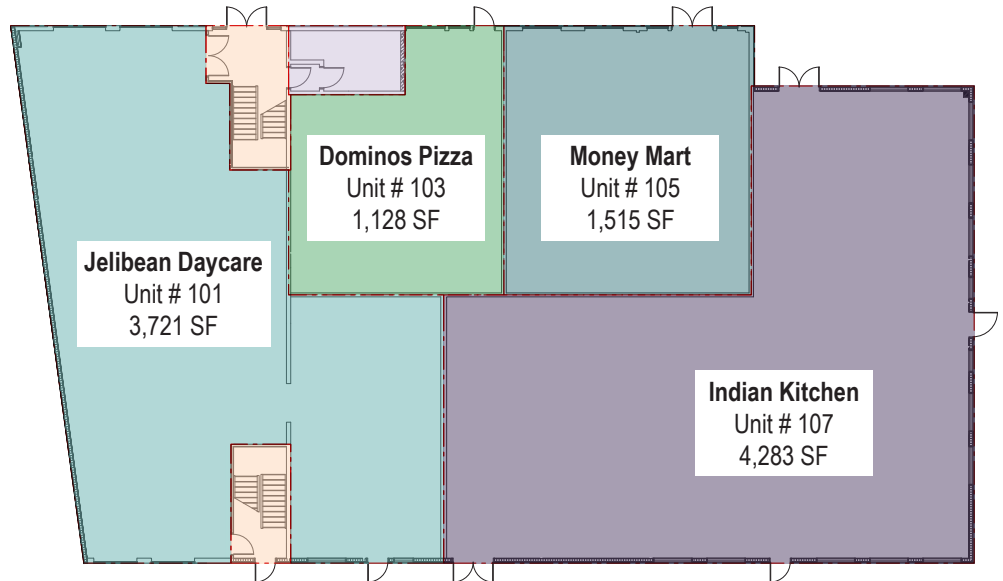 Dominos Pizza
Unit # 103
1,128 SF
Money Mart
Unit # 105
1,515 SF
Jelibean Daycare
Unit # 101
3,721 SF
Indian Kitchen
Unit # 107
4,283 SF